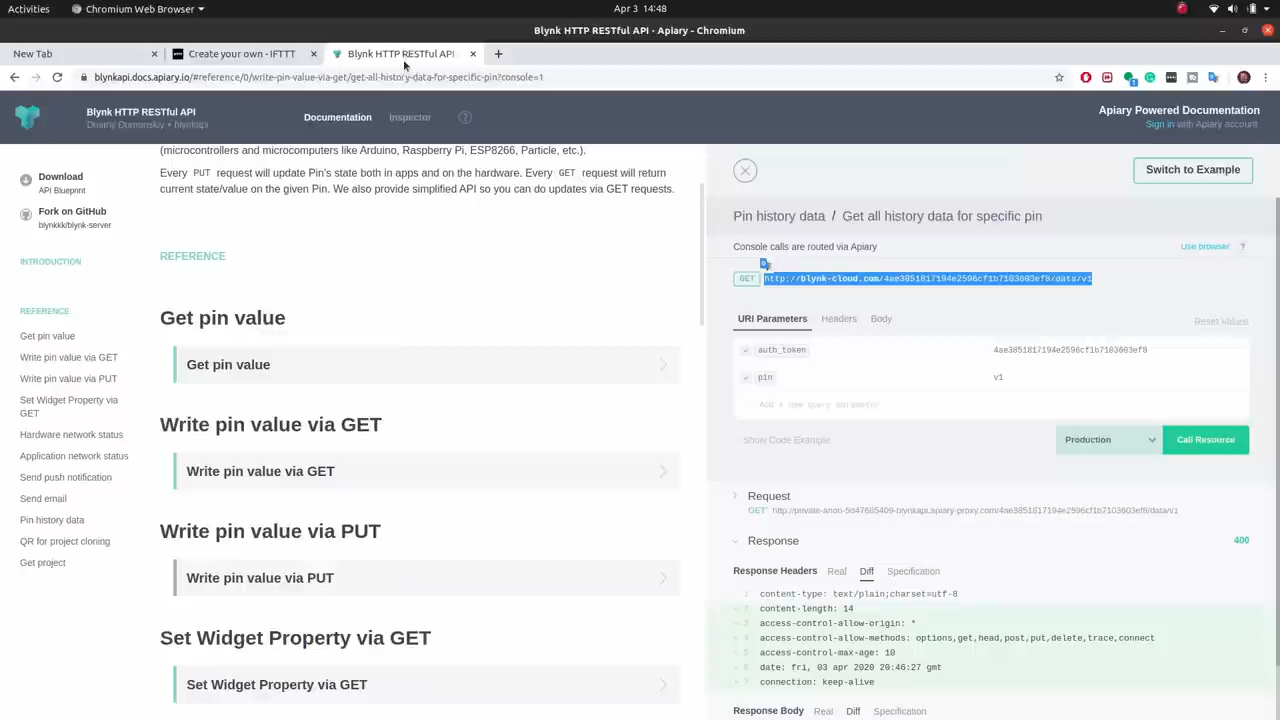 Activities
Chromium Web Browser
Apr 3 14:48
Blynk HTTP RESTful API · Apiary - Chromium
New Tab
Create your own - IFTTT
Blynk HTTP RESTful API
blynkapi.docs.apiary.io/#reference/0/write-pin-value-via-get/get-all-history-data-for-specific-pin?console=1
Blynk HTTP RESTful API
Dmitriy Dumanskiy • blynkapi
Documentation
Inspector
?
Apiary Powered Documentation
Sign in with Apiary account.
Download
API Blueprint
Fork on GitHub
blynkkk/blynk-server
INTRODUCTION
REFERENCE
Get pin value
Write pin value via GET
Write pin value via PUT
Set Widget Property via
GET
Hardware network status
Application network status
Send push notification
Send email
Pin history data
QR for project cloning
Get project
(microcontrollers and microcomputers like Arduino, Raspberry Pi, ESP8266, Particle, etc.).
Every PUT request will update Pin's state both in apps and on the hardware. Every GET request will return
current state/value on the given Pin. We also provide simplified API so you can do updates via GET requests.
REFERENCE
Get pin value
Get pin value
Write pin value via GET
Write pin value via GET
Write pin value via PUT
Write pin value via PUT
Set Widget Property via GET
Set Widget Property via GET
Switch to Example
Pin history data / Get all history data for specific pin
Console calls are routed via Apiary
Use browser ?
GET http://blynk-cloud.com/4ae3851817194e2596cf1b7103603ef8/data/v1
URI Parameters
Headers
Body
Reset Values
auth_token
4ae3851817194e2596cf1b7103603ef8
pin
v1
Add a new query parameter
Show Code Example
Production
Call Resource
Request
GET http://private-anon-5d47685409-blynkapi.apiary-proxy.com/4ae3851817194e2596cf1b7103603ef8/data/v1
Response
400
Response Headers Real Diff Specification
1 content-type: text/plain;charset=utf-8
- 2 content-length: 14
- 3 access-control-allow-origin: *
- 4 access-control-allow-methods: options,get,head,post,put,delete,trace,connect
- 5 access-control-max-age: 10
- 6 date: fri, 03 apr 2020 20:46:27 gmt
- 7 connection: keep-alive
Response Body Real Diff Specification